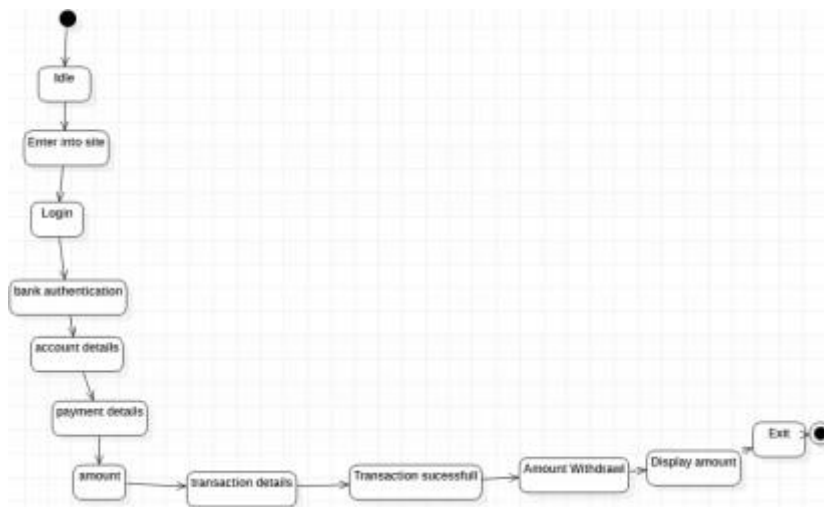 Idle
Enter into site
Login
bank authentication
account details
payment details
amount
transaction details
Transaction sucessfull
Amount Withdrawl
Display amount
Exit